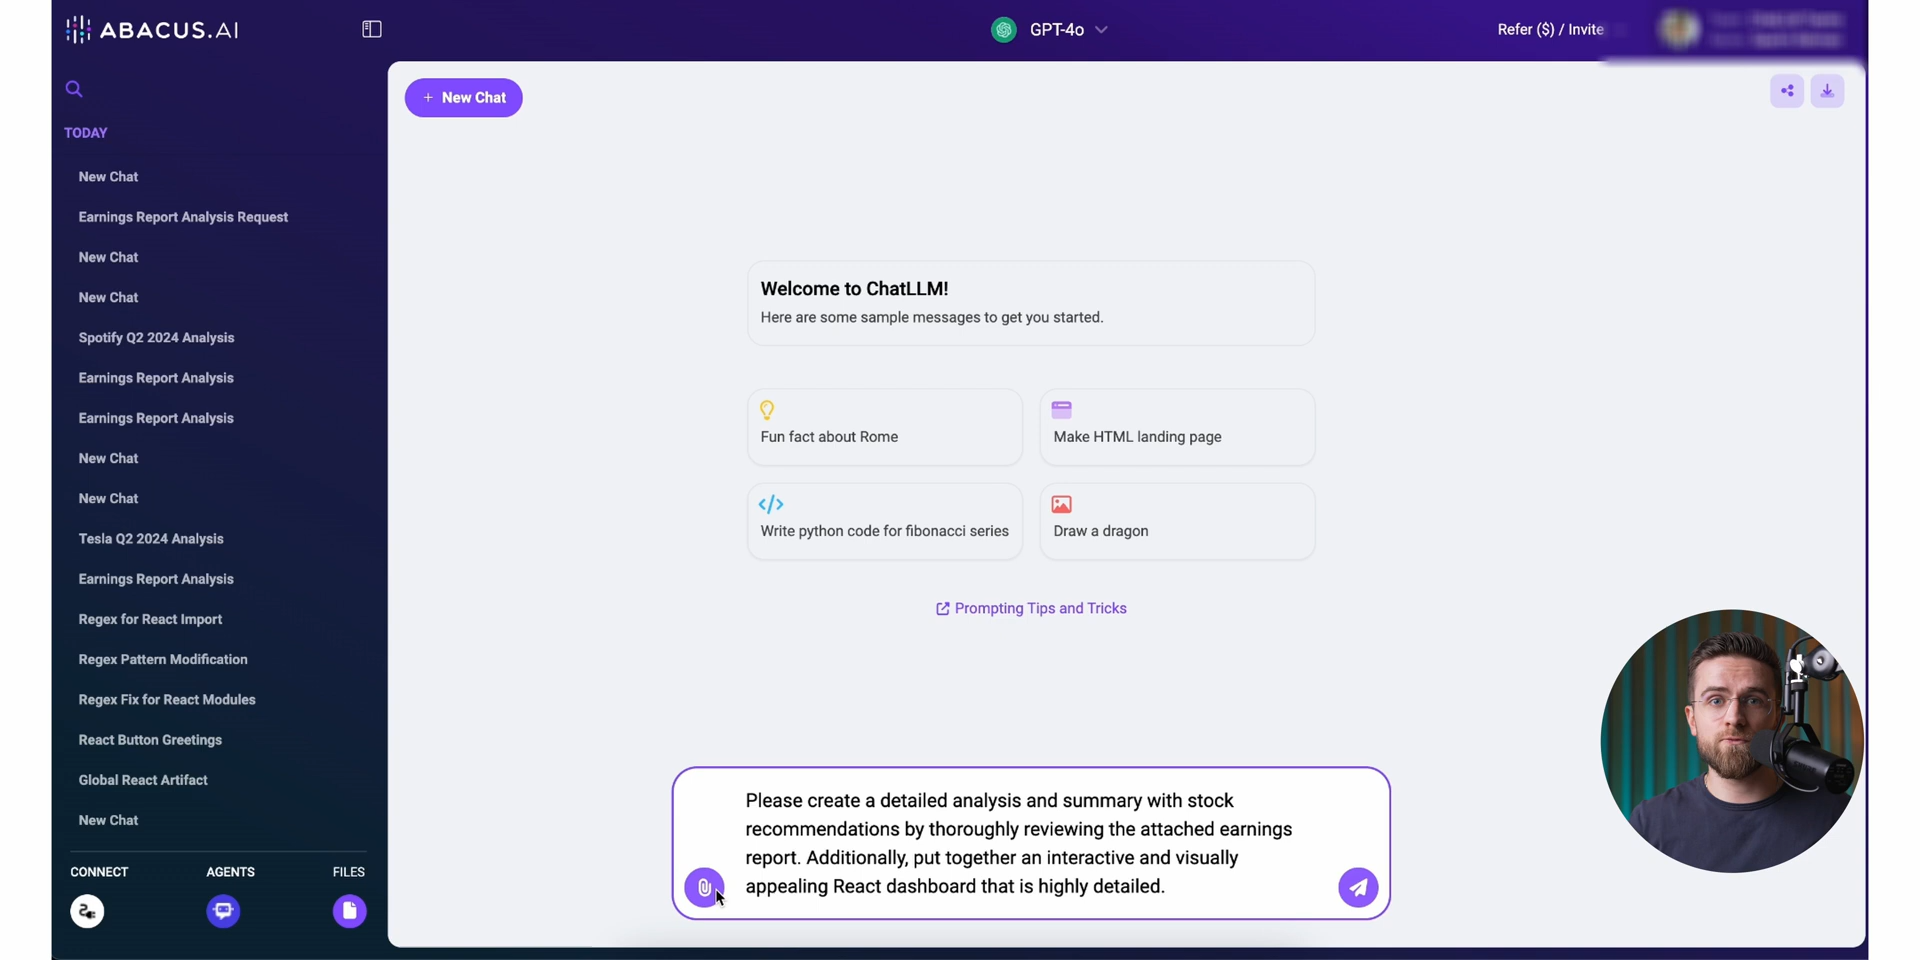 ABACUS.AI
GPT-4o
Refer ($) / Invite
+ New Chat
TODAY
New Chat
Earnings Report Analysis Request
New Chat
New Chat
Spotify Q2 2024 Analysis
Earnings Report Analysis
Earnings Report Analysis
New Chat
New Chat
Tesla Q2 2024 Analysis
Earnings Report Analysis
Regex for React Import
Regex Pattern Modification
Regex Fix for React Modules
React Button Greetings
Global React Artifact
New Chat
CONNECT
AGENTS
FILES
Welcome to ChatLLM!
Here are some sample messages to get you started.
Fun fact about Rome
Make HTML landing page
Write python code for fibonacci series
Draw a dragon
Prompting Tips and Tricks
Please create a detailed analysis and summary with stock
recommendations by thoroughly reviewing the attached earnings
report. Additionally, put together an interactive and visually
appealing React dashboard that is highly detailed.